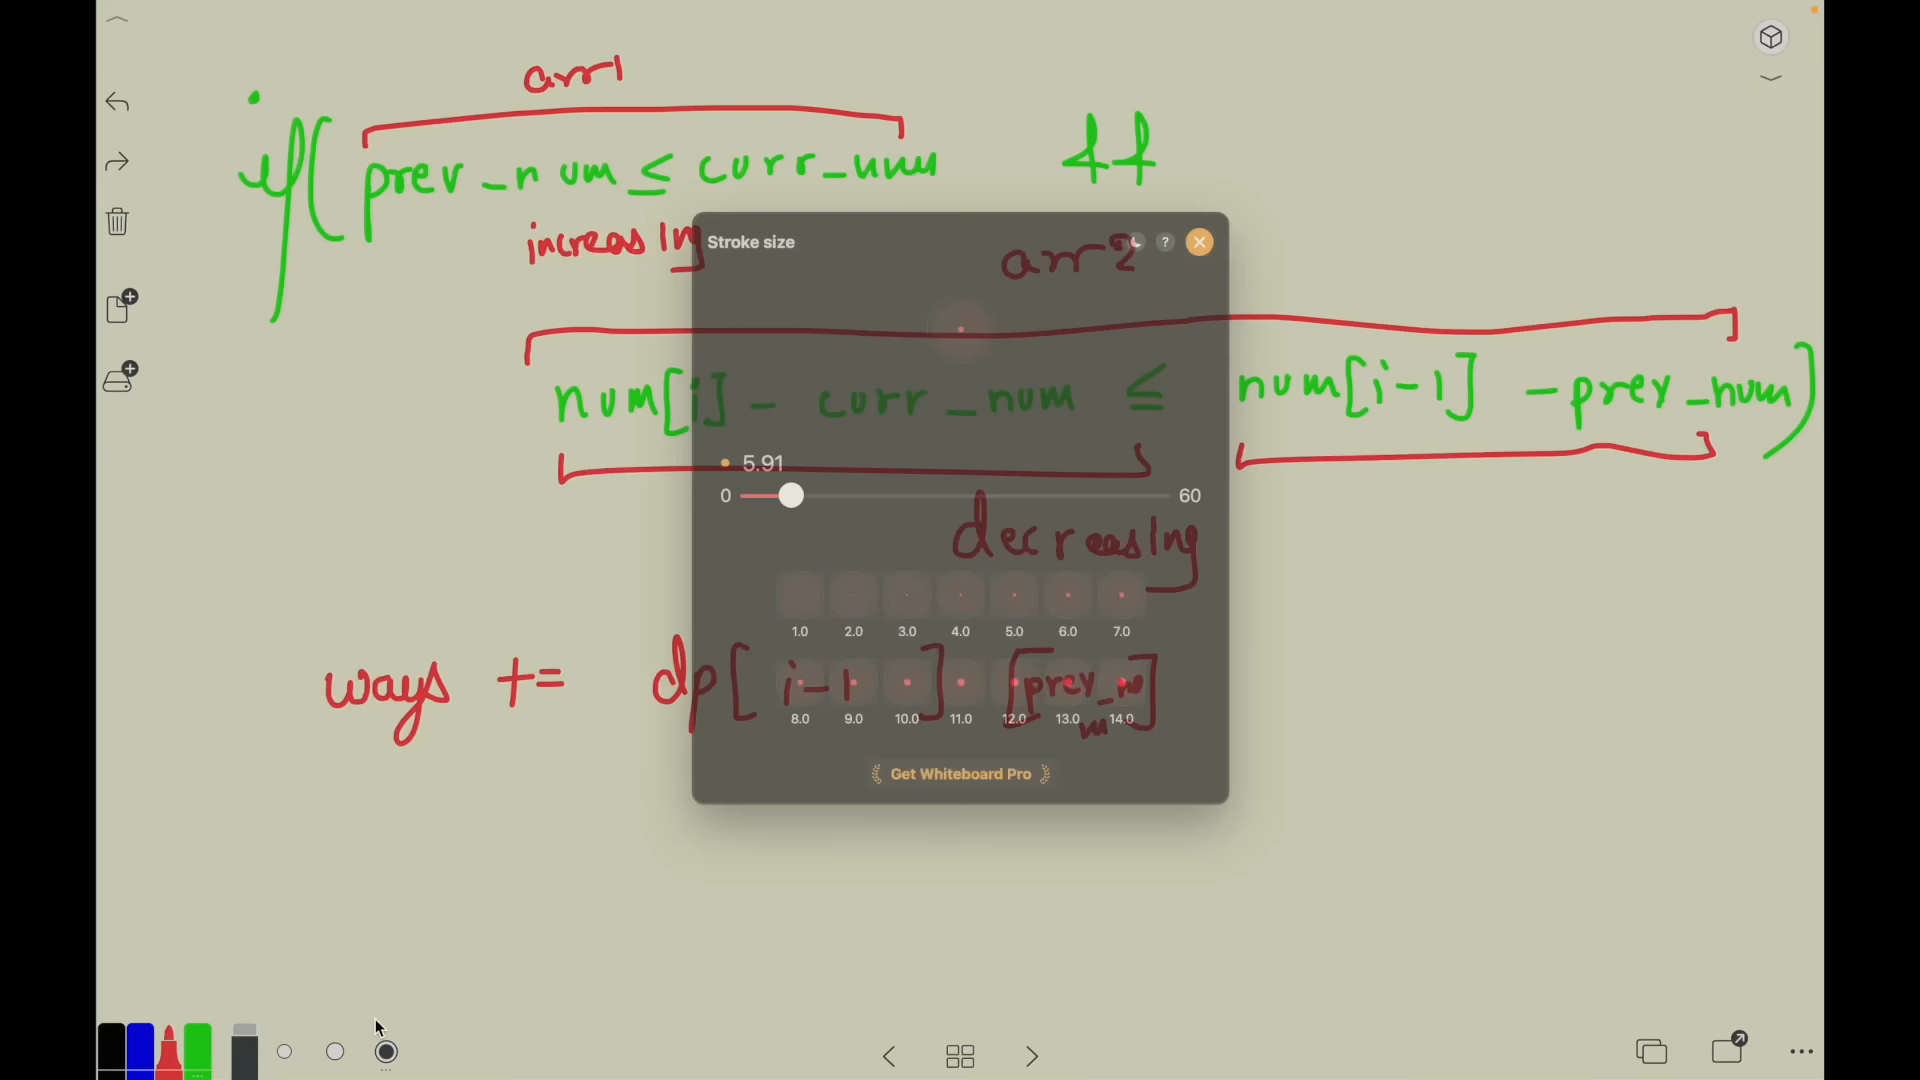 arr1
if( prev_num ≤ curr_num &&
increasing
Stroke size
?
arr2
num[i] - curr_num ≤ num[i-1] - prev_num)
5.91
0 60
decreasing
1.0 2.0 3.0 4.0 5.0 6.0 7.0
ways += dp[i-1] [prev_nu
m]
8.0 9.0 10.0 11.0 12.0 13.0 14.0
Get Whiteboard Pro